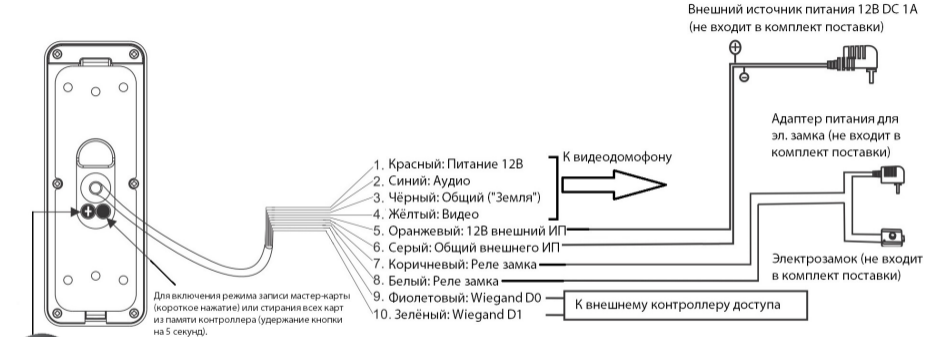 Внешний источник питания 12В DC 1А
(не входит в комплект поставки)
Адаптер питания для
эл. замка (не входит в
комплект поставки)
1. Красный: Питание 12В
2. Синий: Аудио
3. Чёрный: Общий ("Земля")
4. Жёлтый: Видео
5. Оранжевый: 12В внешний ИП
6. Серый: Общий внешнего ИП
7. Коричневый: Реле замка
8. Белый: Реле замка
9. Фиолетовый: Wiegand D0
10. Зелёный: Wiegand D1
К видеодомофону
Электрозамок (не входит
в комплект поставки)
К внешнему контроллеру доступа
Для включения режима записи мастер-карты
(короткое нажатие) или стирания всех карт
из памяти контроллера (удержание кнопки
на 5 секунд).